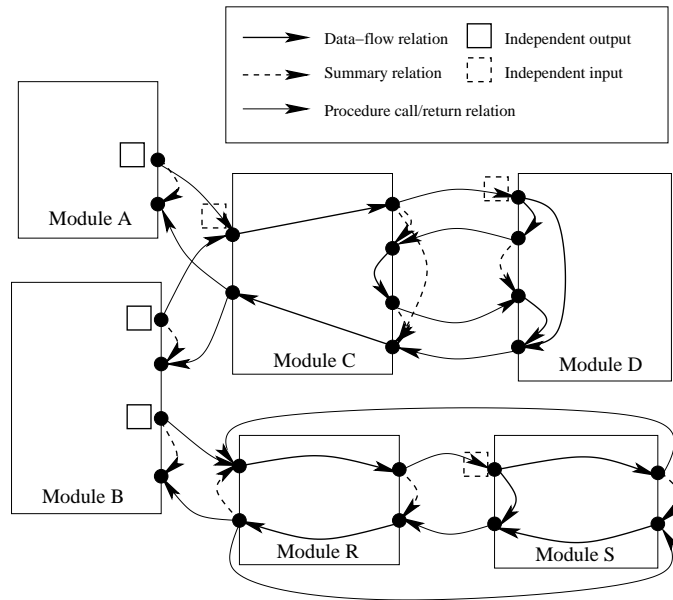 Data−flow relation
Independent output
Summary relation
Independent input
Procedure call/return relation
Module A
Module C
Module D
Module B
Module R
Module S